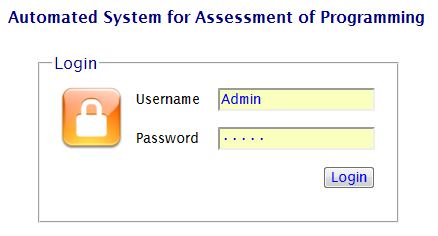 Automated System for Assessment of Programming
Login
Username Admin
Password ·····
Login